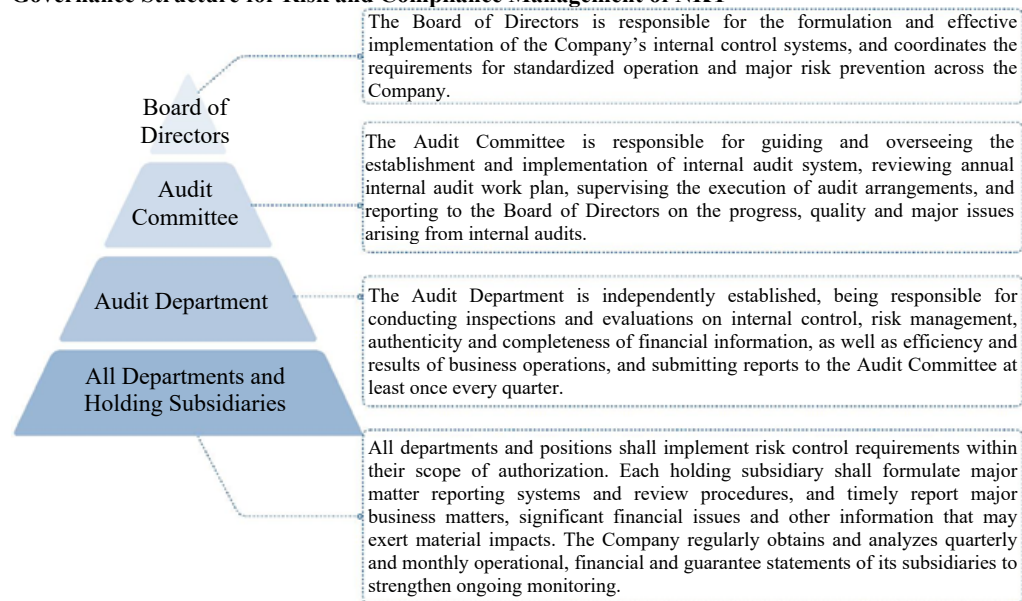 Governance Structure for Risk and Compliance Management of
The Board of Directors is responsible for the formulation and effective
implementation of the Company's internal control systems, and coordinates the
requirements for standardized operation and major risk prevention across the
Company.
Board of
Directors
The Audit Committee is responsible for guiding and overseeing the
establishment and implementation of internal audit system, reviewing annual
internal audit work plan, supervising the execution of audit arrangements, and
reporting to the Board of Directors on the progress, quality and major issues
arising from internal audits.
Audit
Committee
The Audit Department is independently established, being responsible for
conducting inspections and evaluations on internal control, risk management,
authenticity and completeness of financial information, as well as efficiency and
results of business operations, and submitting reports to the Audit Committee at
least once every quarter.
Audit Department
All Departments and
Holding Subsidiaries
All departments and positions shall implement risk control requirements within
their scope of authorization. Each holding subsidiary shall formulate major
matter reporting systems and review procedures, and timely report major
business matters, significant financial issues and other information that may
exert material impacts. The Company regularly obtains and analyzes quarterly
and monthly operational, financial and guarantee statements of its subsidiaries to
strengthen ongoing monitoring.